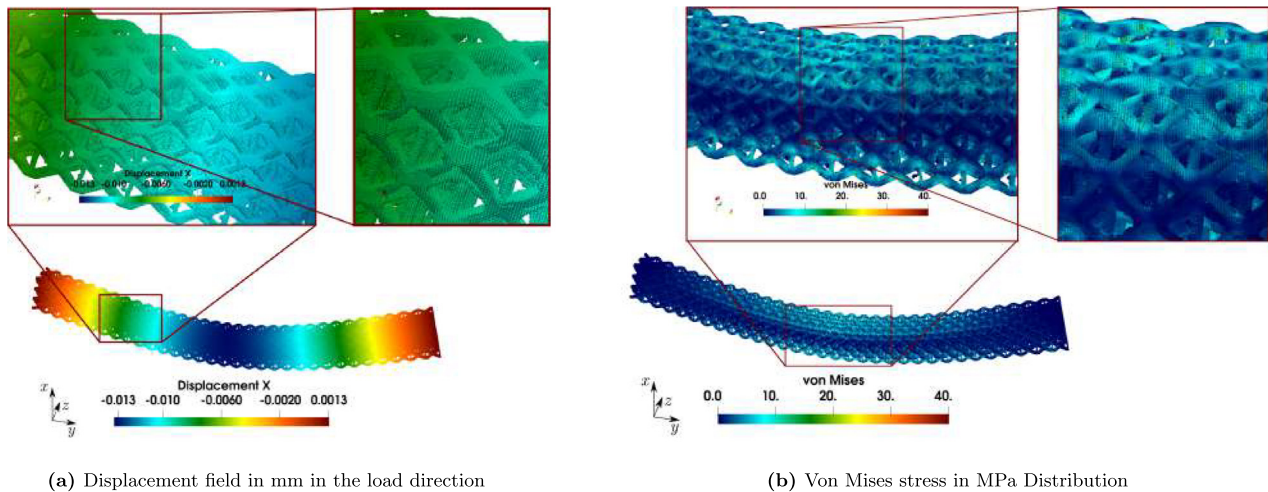 Displacement X
-0.013 -0.010 -0.0060 -0.0020 0.0013
von Mises
0.0 10. 20. 30. 40.
x
z
y
Displacement X
-0.013 -0.010 -0.0060 -0.0020 0.0013
x
z
y
von Mises
0.0 10. 20. 30. 40.
(a) Displacement field in mm in the load direction
(b) Von Mises stress in MPa Distribution